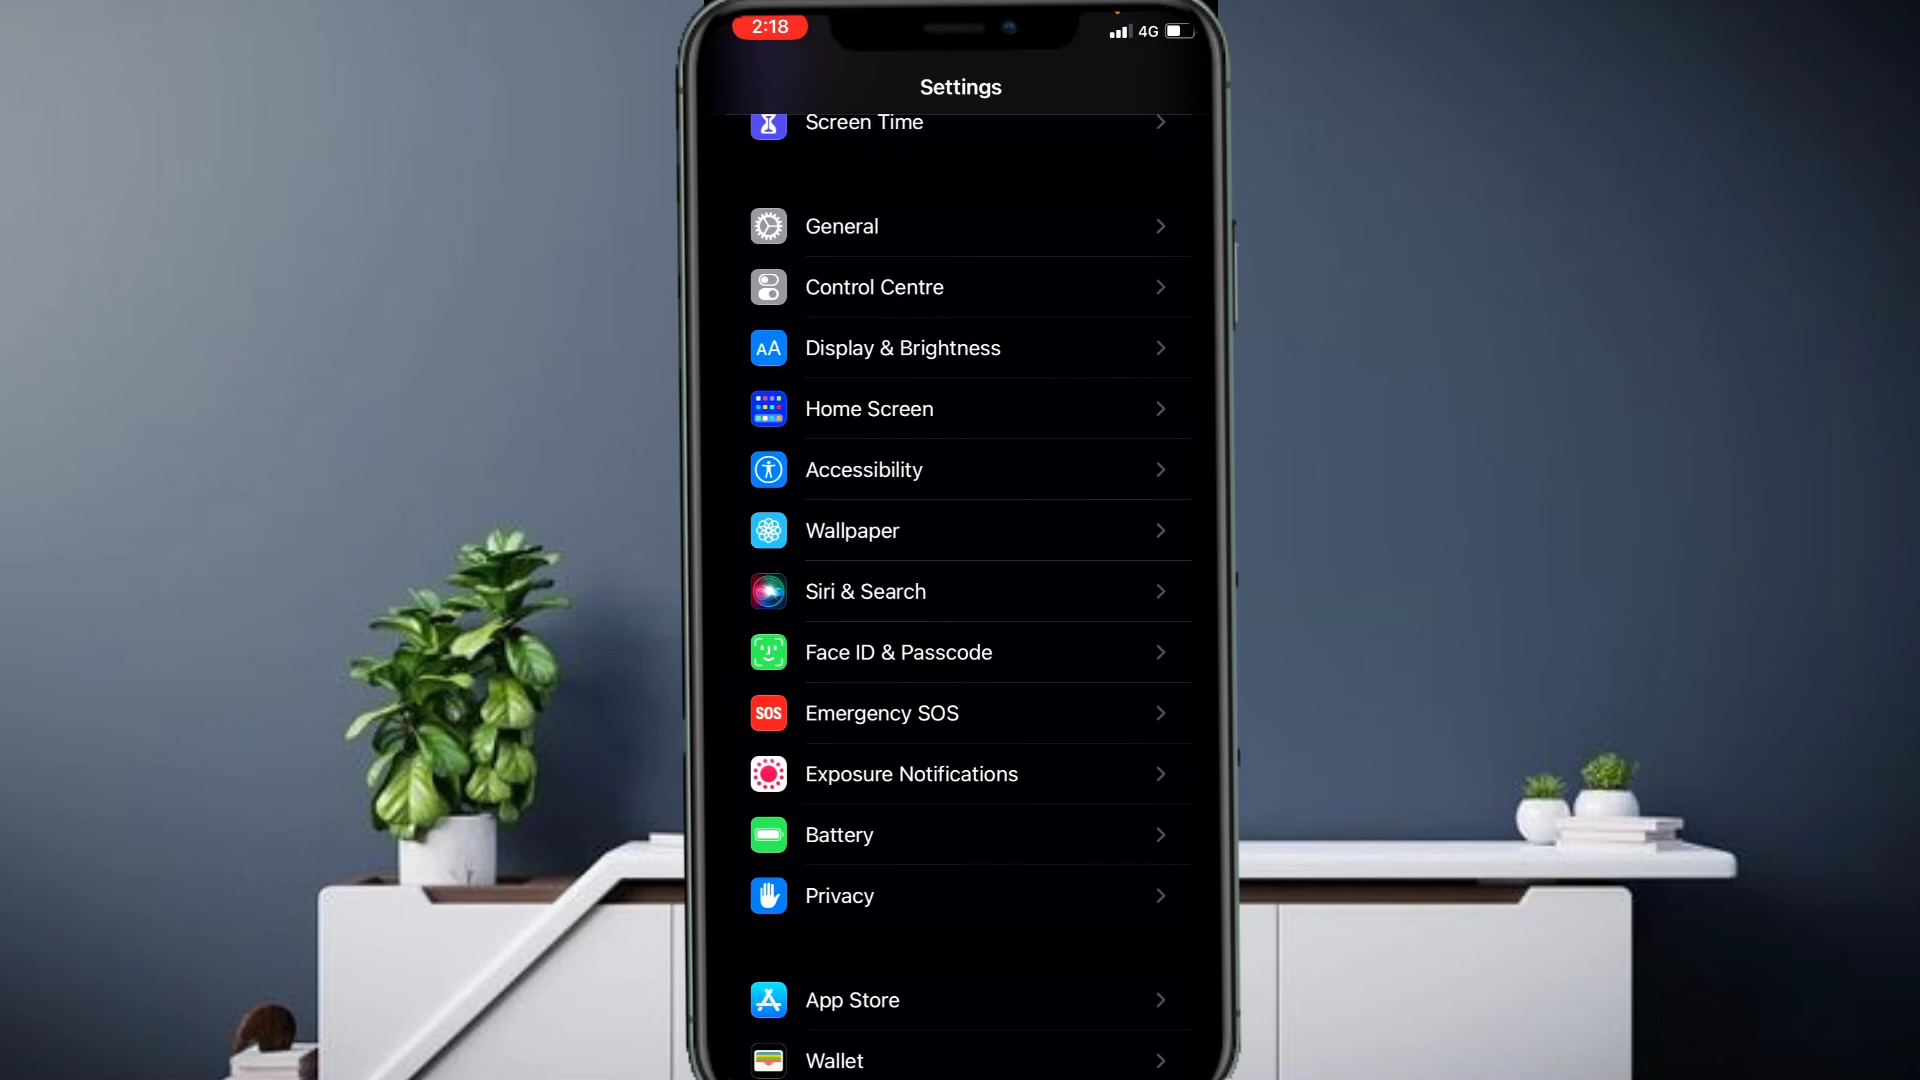 2:18
4G
Settings
Screen Time
General
Control Centre
AA
Display & Brightness
Home Screen
Accessibility
Wallpaper
Siri & Search
Face ID & Passcode
SOS
Emergency SOS
Exposure Notifications
Battery
Privacy
App Store
Wallet